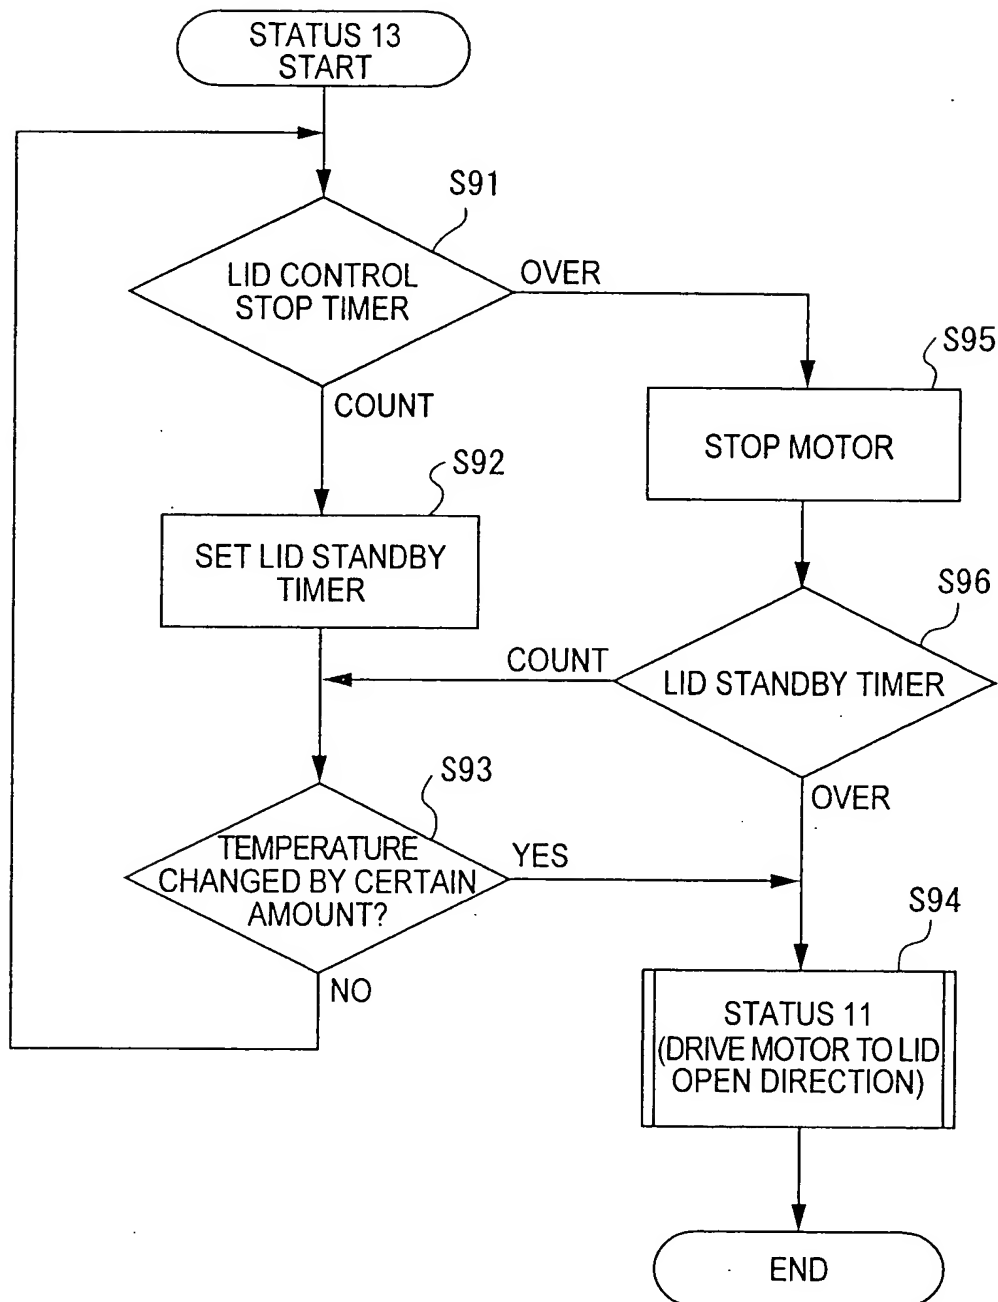 STATUS 13
START
S91
LID CONTROL
STOP TIMER
OVER
COUNT
S95
STOP MOTOR
S92
SET LID STANDBY
TIMER
S96
LID STANDBY TIMER
COUNT
OVER
S93
TEMPERATURE
CHANGED BY CERTAIN
AMOUNT?
YES
NO
S94
STATUS 11
(DRIVE MOTOR TO LID
OPEN DIRECTION)
END